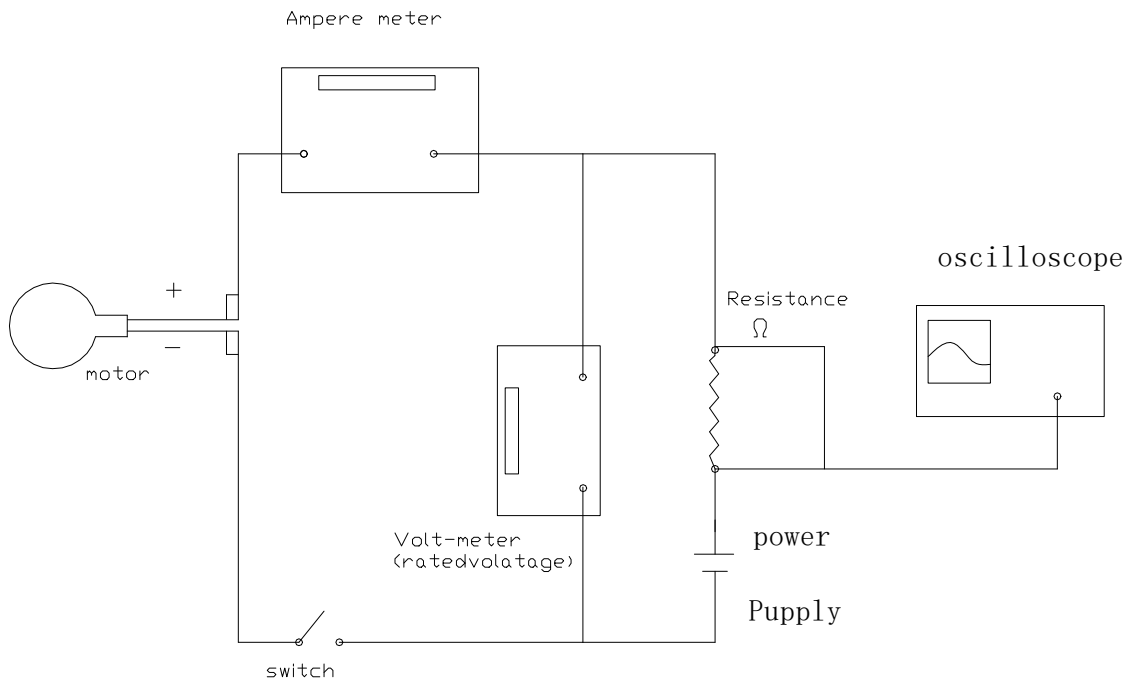 Ampere meter
oscilloscope
+
Resistance
Ω
−
motor
Volt-meter
(ratedvolatage)
power
Pupply
switch